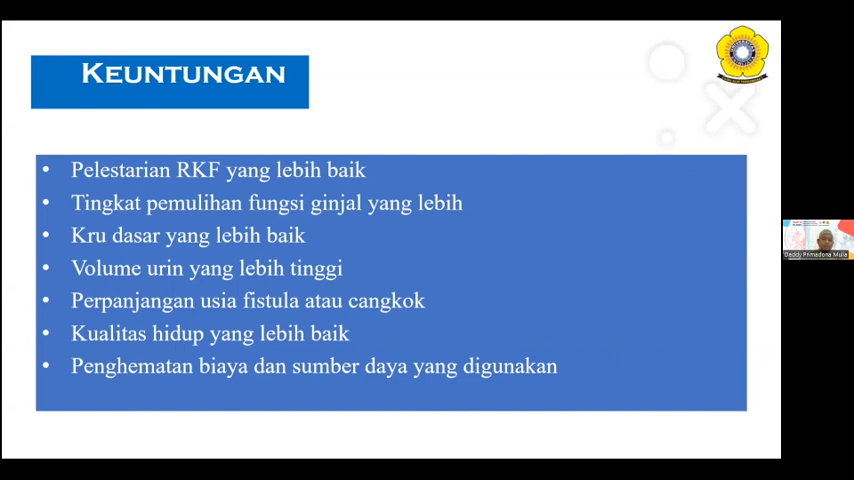 KEUNTUNGAN
• Pelestarian RKF yang lebih baik
• Tingkat pemulihan fungsi ginjal yang lebih
• Kru dasar yang lebih baik
• Volume urin yang lebih tinggi
• Perpanjangan usia fistula atau cangkok
• Kualitas hidup yang lebih baik
• Penghematan biaya dan sumber daya yang digunakan
Deddy Primadona Mula